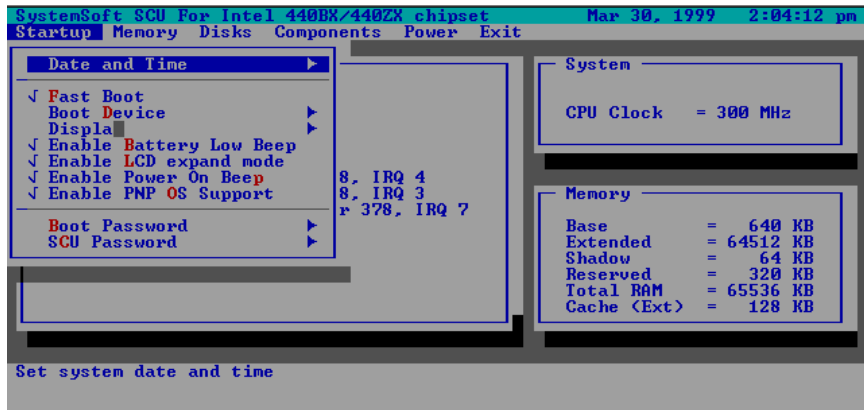 SystemSoft SCU For Intel 440BX/440ZX chipset Mar 30, 1999 2:04:12 pm
Startup Memory Disks Components Power Exit
Date and Time
√ Fast Boot
Boot Device
Displa
√ Enable Battery Low Beep
√ Enable LCD expand mode
√ Enable Power On Beep
√ Enable PNP OS Support
Boot Password
SCU Password
8, IRQ 4
8, IRQ 3
r 378, IRQ 7
System
CPU Clock = 300 MHz
Memory
Base = 640 KB
Extended = 64512 KB
Shadow = 64 KB
Reserved = 320 KB
Total RAM = 65536 KB
Cache (Ext) = 128 KB
Set system date and time